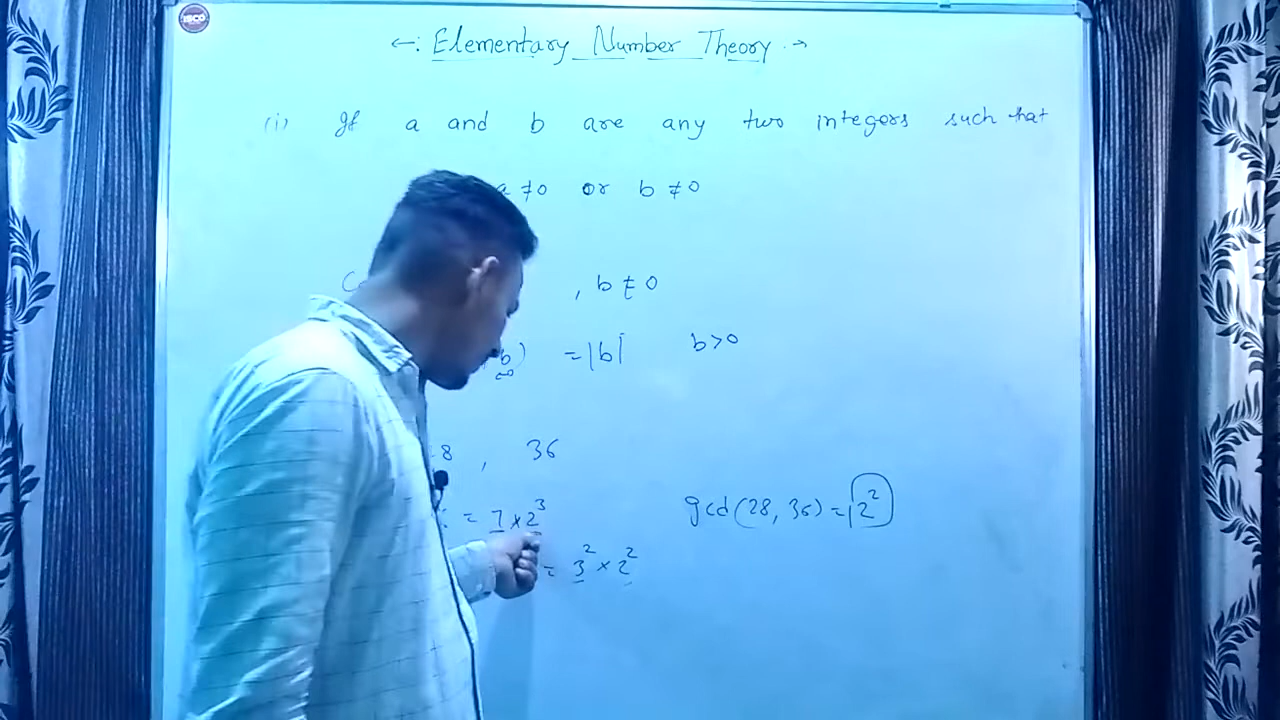 ISCO
←: Elementary Number Theory :→
(i) If a and b are any two integers such that
a ≠ 0 or b ≠ 0
, b ≠ 0
b) = |b| b > 0
8 , 36
= 7 × 2³
gcd(28, 36) = 2²
= 3² × 2²